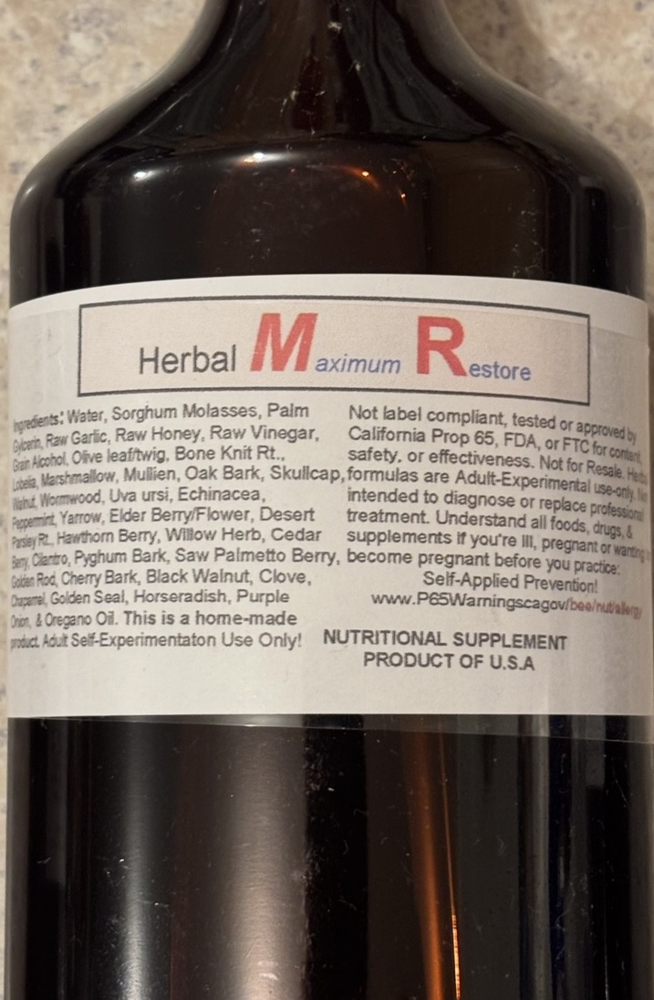 Herbal Maximum Restore
Ingredients: Water, Sorghum Molasses, Palm
Glycerin, Raw Garlic, Raw Honey, Raw Vinegar,
Grain Alcohol, Olive leaf/twig, Bone Knit Rt.,
Lobelia, Marshmallow, Mullien, Oak Bark, Skullcap,
Walnut, Wormwood, Uva ursi, Echinacea,
Peppermint, Yarrow, Elder Berry/Flower, Desert
Parsley Rt., Hawthorn Berry, Willow Herb, Cedar
Berry, Cilantro, Pyghum Bark, Saw Palmetto Berry,
Golden Rod, Cherry Bark, Black Walnut, Clove,
Chaparrel, Golden Seal, Horseradish, Purple
Onion, & Oregano Oil. This is a home-made
product. Adult Self-Experimentaton Use Only!
Not label compliant, tested or approved by
California Prop 65, FDA, or FTC for content,
safety, or effectiveness. Not for Resale. Herbs
formulas are Adult-Experimental use-only.
intended to diagnose or replace professional
treatment. Understand all foods, drugs, &
supplements if you're ill, pregnant or wanting to
become pregnant before you practice:
Self-Applied Prevention!
www.P65Warningscagov/bee/nut/allergy
NUTRITIONAL SUPPLEMENT
PRODUCT OF U.S.A